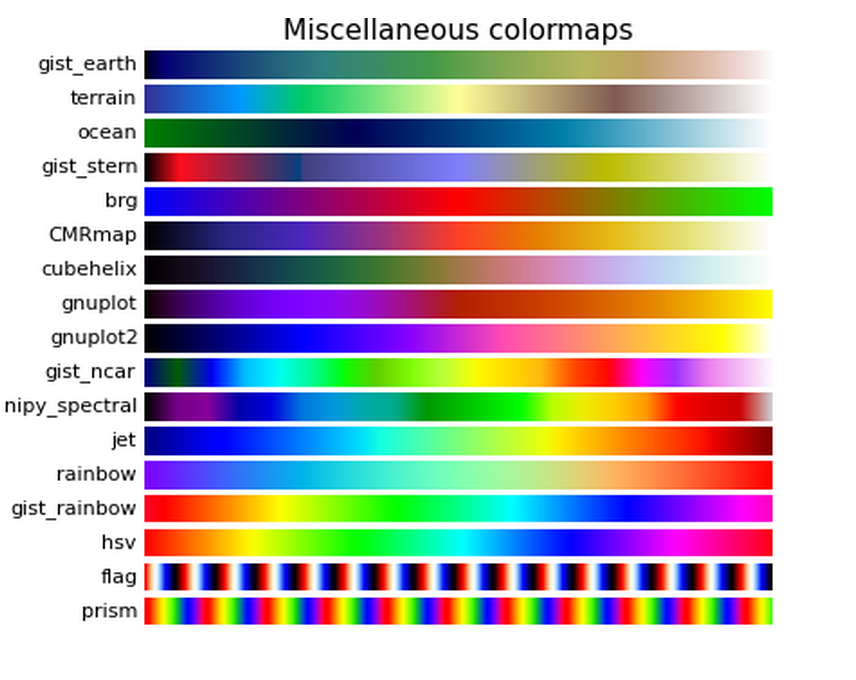 Miscellaneous colormaps
gist_earth
terrain
ocean
gist_stern
brg
CMRmap
cubehelix
gnuplot
gnuplot2
gist_ncar
nipy_spectral
jet
rainbow
gist_rainbow
hsv
flag
prism